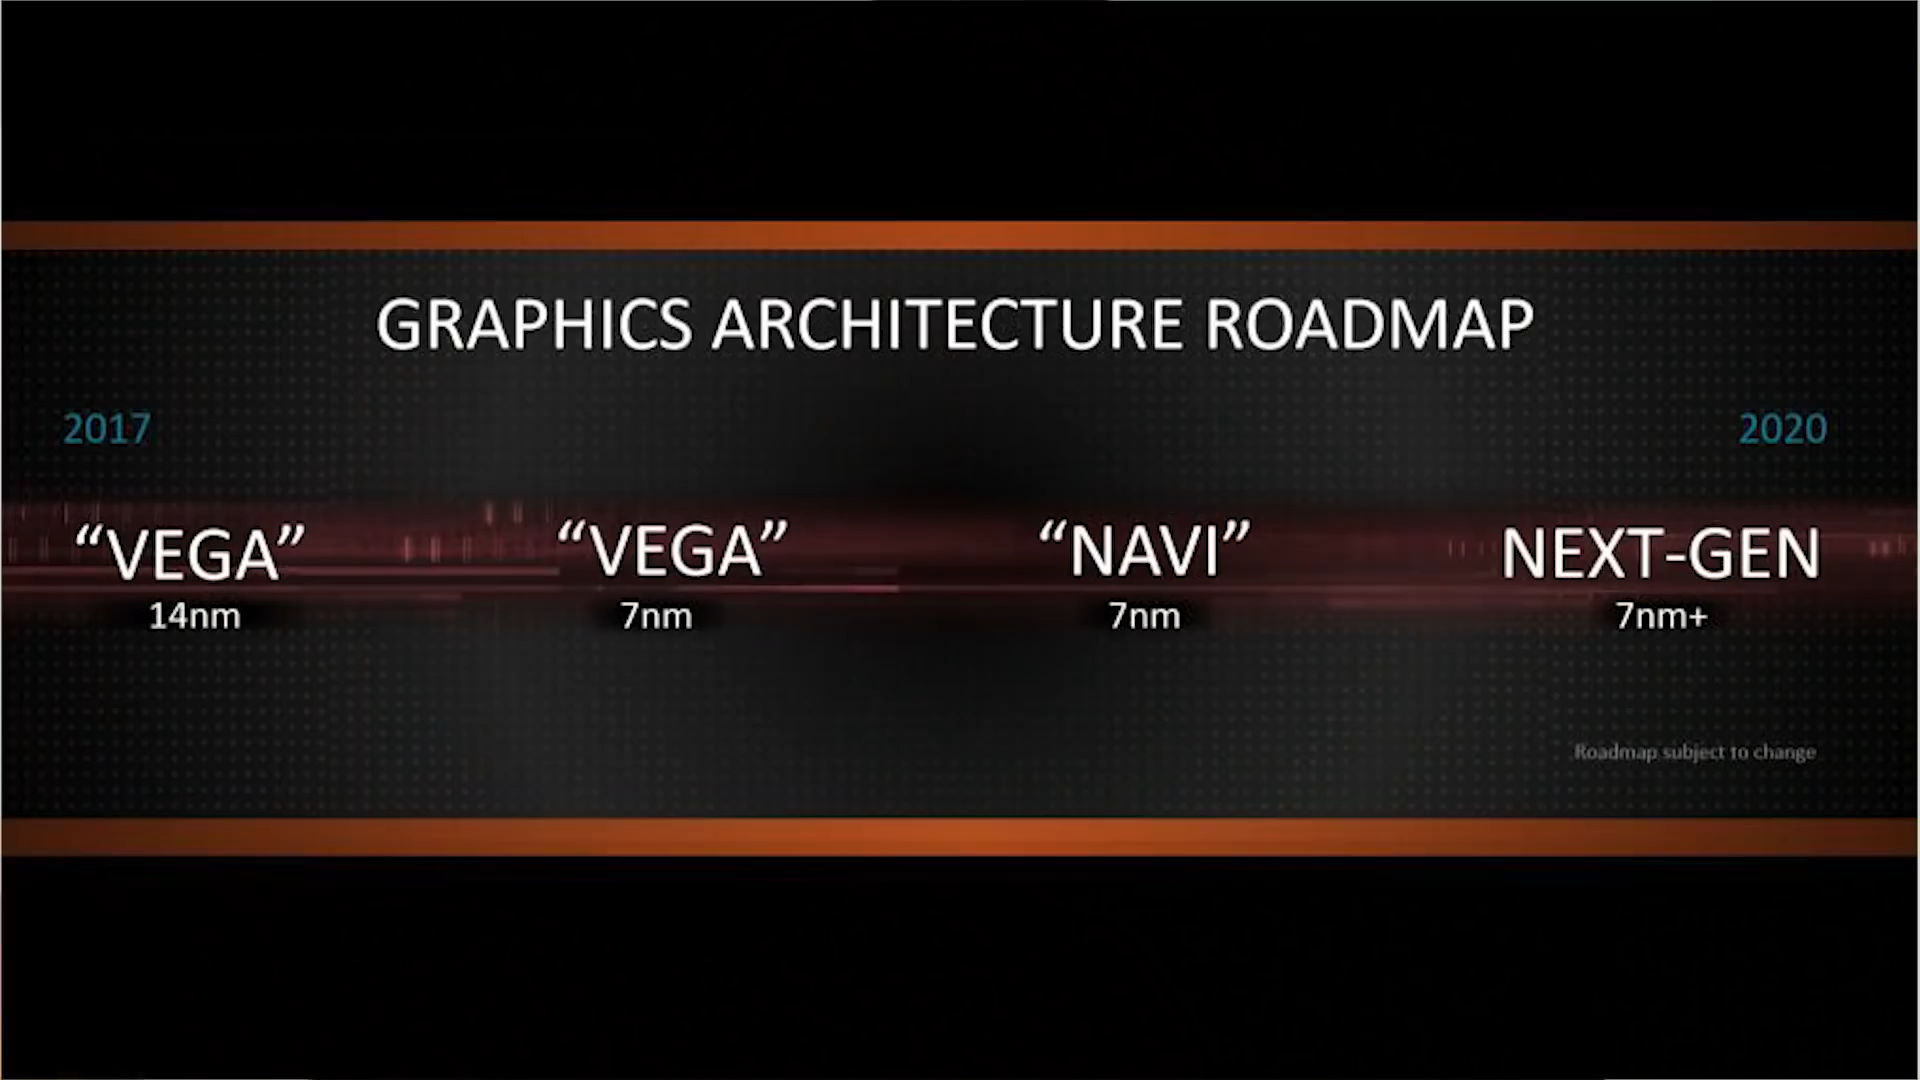 GRAPHICS ARCHITECTURE ROADMAP
2017 2020
“VEGA” “VEGA” “NAVI” NEXT-GEN
14nm 7nm 7nm 7nm+
Roadmap subject to change